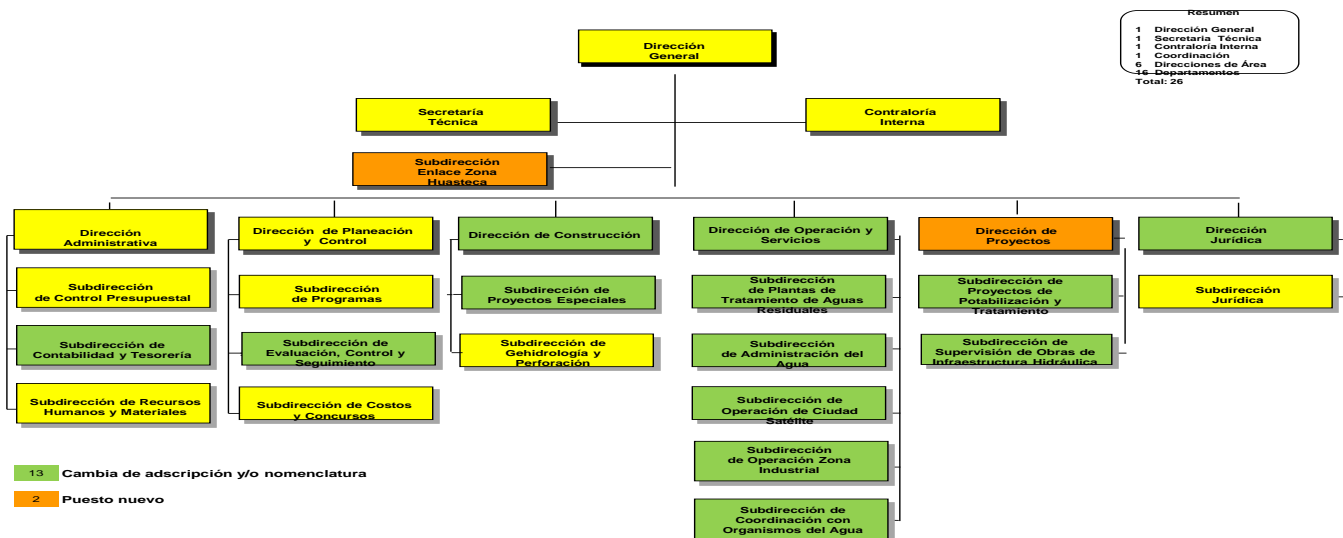 Resumen
1 Dirección General
1 Secretaria Técnica
1 Contraloría Interna
1 Coordinación
6 Direcciones de Área
16 Departamentos
Total: 26
Dirección
General
Secretaría
Técnica
Contraloría
Interna
Subdirección
Enlace Zona
Huasteca
Dirección
Administrativa
Dirección de Planeación
y Control
Dirección de Construcción
Dirección de Operación y
Servicios
Dirección de
Proyectos
Dirección
Jurídica
Subdirección
de Control Presupuestal
Subdirección
de Programas
Subdirección de
Proyectos Especiales
Subdirección
de Plantas de
Tratamiento de Aguas
Residuales
Subdirección de
Proyectos de
Potabilización y
Tratamiento
Subdirección
Jurídica
Subdirección de
Contabilidad y Tesorería
Subdirección de
Evaluación, Control y
Seguimiento
Subdirección de
Gehidrología y
Perforación
Subdirección
de Administración del
Agua
Subdirección de
Supervisión de Obras de
Infraestructura Hidráulica
Subdirección de Recursos
Humanos y Materiales
Subdirección de Costos
y Concursos
Subdirección de
Operación de Ciudad
Satélite
Subdirección
de Operación Zona
Industrial
Subdirección de
Coordinación con
Organismos del Agua
13 Cambia de adscripción y/o nomenclatura
2 Puesto nuevo